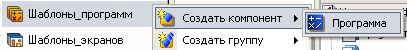 Шаблоны_программ
Создать компонент
Программа
Шаблоны_экранов
Создать группу